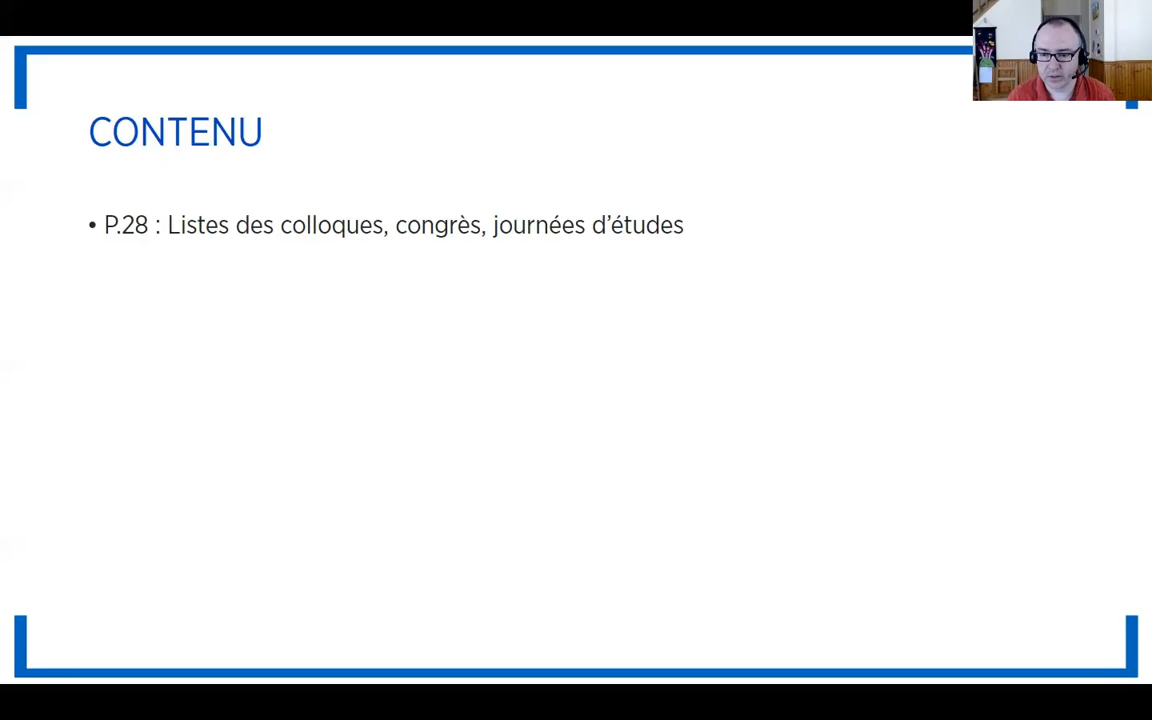 CONTENU
• P.28 : Listes des colloques, congrès, journées d’études